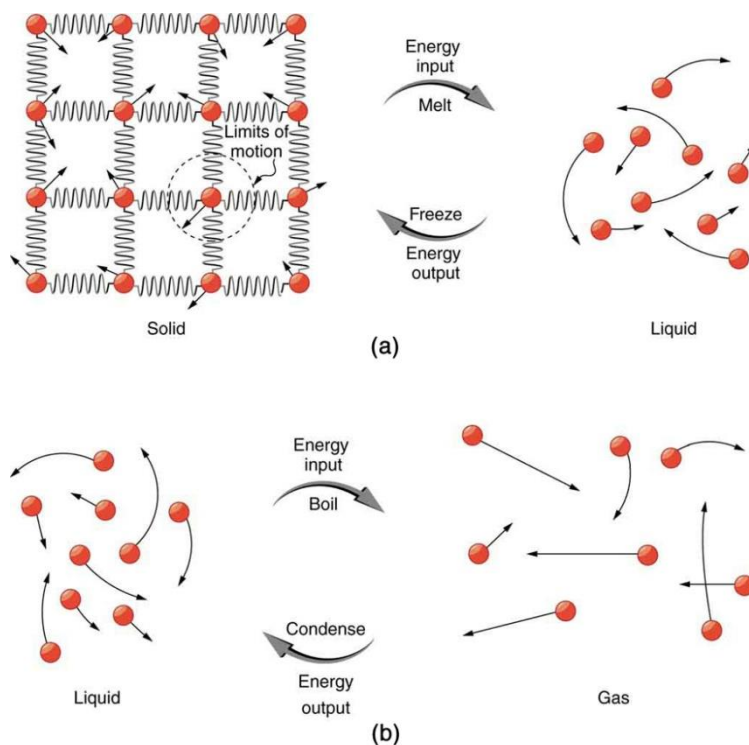 Energy
input
Melt
Limits of
motion
Freeze
Energy
output
Solid
Liquid
(a)
Energy
input
Boil
Condense
Energy
output
Liquid
Gas
(b)